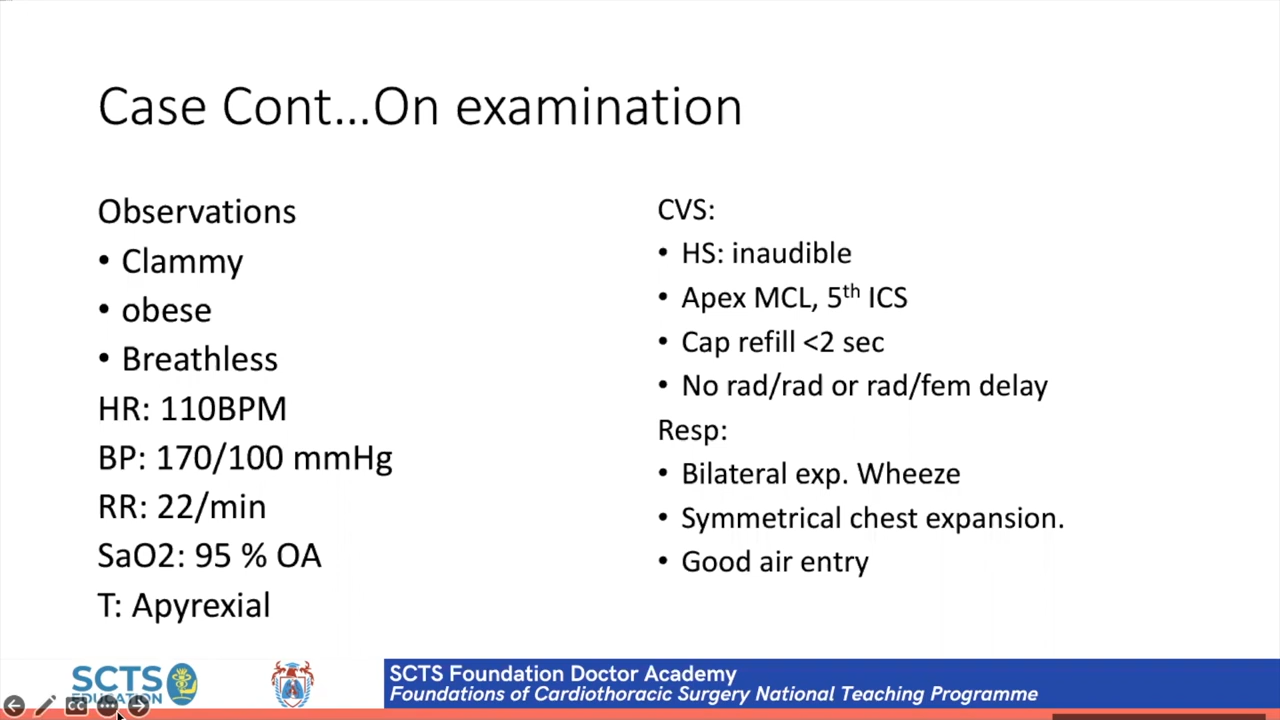 Case Cont...On examination
Observations
• Clammy
• obese
• Breathless
HR: 110BPM
BP: 170/100 mmHg
RR: 22/min
SaO2: 95 % OA
T: Apyrexial
CVS:
• HS: inaudible
• Apex MCL, 5th ICS
• Cap refill <2 sec
• No rad/rad or rad/fem delay
Resp:
• Bilateral exp. Wheeze
• Symmetrical chest expansion.
• Good air entry
SCTS
EDUCATION
SCTS Foundation Doctor Academy
Foundations of Cardiothoracic Surgery National Teaching Programme
CC